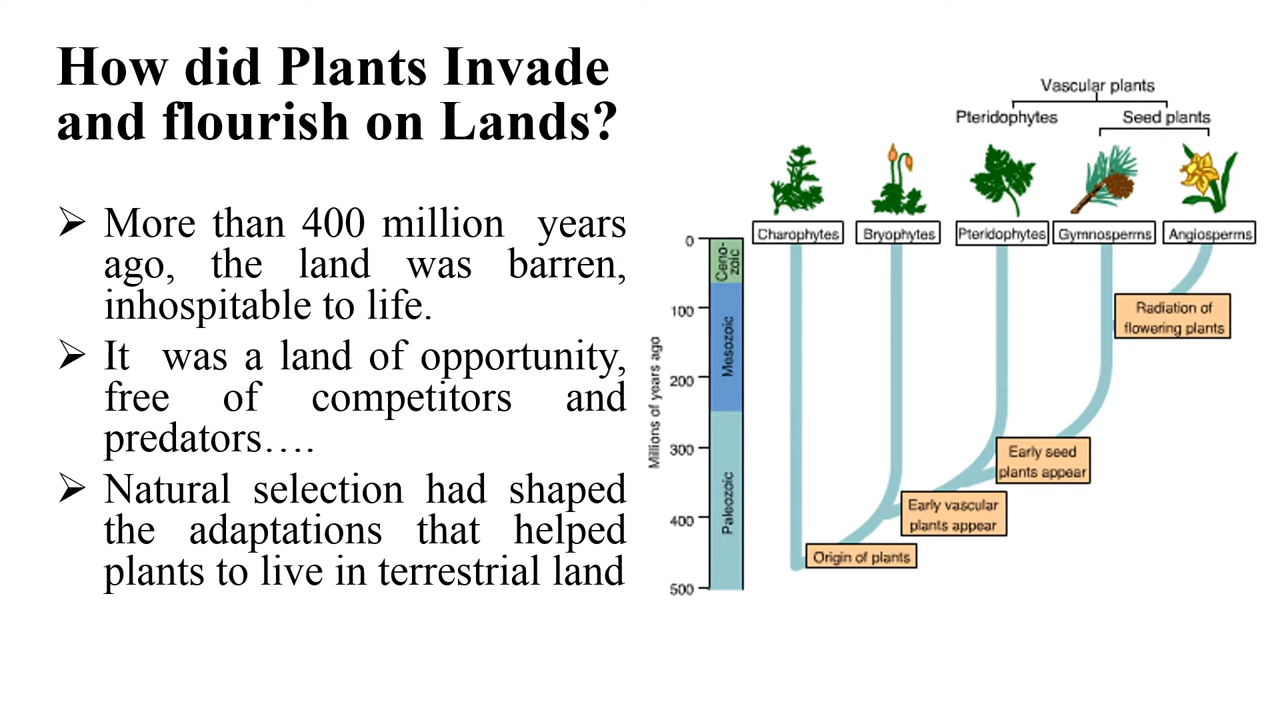 How did Plants Invade
and flourish on Lands?
➢ More than 400 million years
ago, the land was barren,
inhospitable to life.
➢ It was a land of opportunity,
free of competitors and
predators….
➢ Natural selection had shaped
the adaptations that helped
plants to live in terrestrial land
Vascular plants
Pteridophytes Seed plants
Charophytes Bryophytes Pteridophytes Gymnosperms Angiosperms
Millions of years ago
0
100
200
300
400
500
Ceno-
zoic
Mesozoic
Paleozoic
Radiation of
flowering plants
Early seed
plants appear
Early vascular
plants appear
Origin of plants